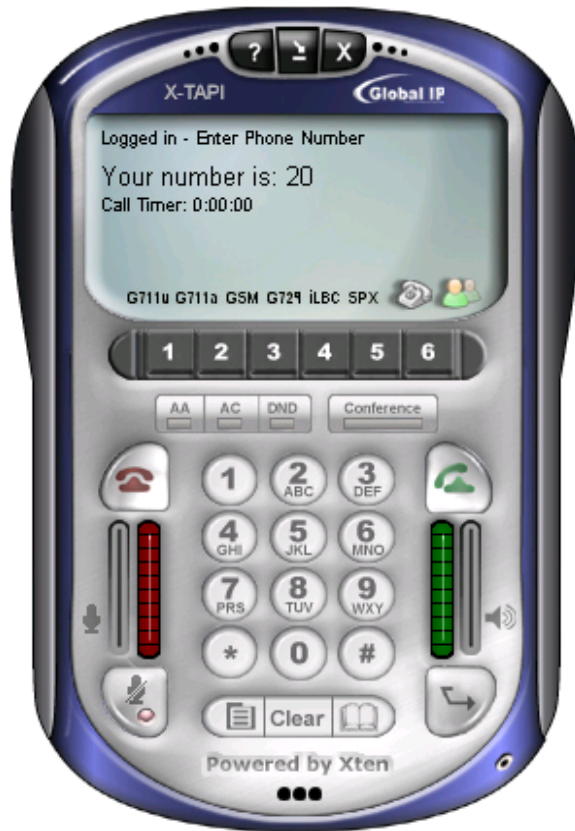 ?
X
X-TAPI
Global IP
Logged in - Enter Phone Number
Your number is: 20
Call Timer: 0:00:00
G711u G711a GSM G729 iLBC SPX
1 2 3 4 5 6
AA AC DND Conference
1 2 3
ABC DEF
4 5 6
GHI JKL MNO
7 8 9
PRS TUV WXY
* 0 #
Clear
Powered by Xten